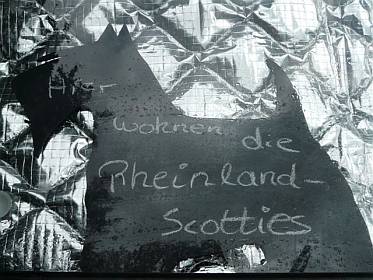 Hier
wohnen die
Rheinland-
Scotties